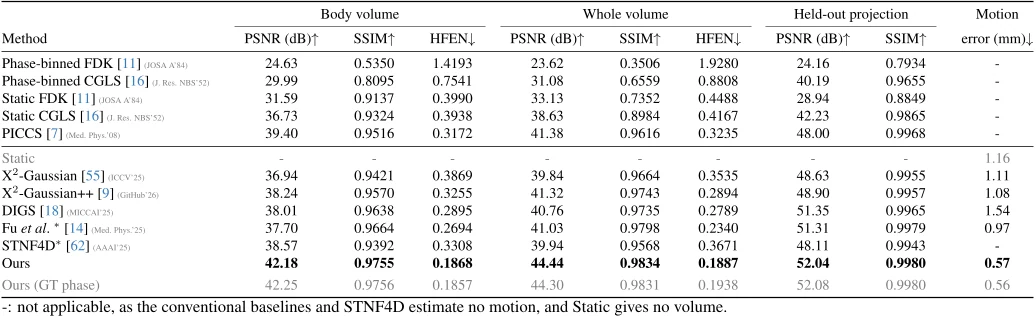 Body volume Whole volume Held-out projection Motion
Method PSNR (dB)↑ SSIM↑ HFEN↓ PSNR (dB)↑ SSIM↑ HFEN↓ PSNR (dB)↑ SSIM↑ error (mm)↓
Phase-binned FDK [11] (JOSA A'84) 24.63 0.5350 1.4193 23.62 0.3506 1.9280 24.16 0.7934 -
Phase-binned CGLS [16] (J. Res. NBS'52) 29.99 0.8095 0.7541 31.08 0.6559 0.8808 40.19 0.9655 -
Static FDK [11] (JOSA A'84) 31.59 0.9137 0.3990 33.13 0.7352 0.4488 28.94 0.8849 -
Static CGLS [16] (J. Res. NBS'52) 36.73 0.9324 0.3938 38.63 0.8984 0.4167 42.23 0.9865 -
PICCS [7] (Med. Phys.'08) 39.40 0.9516 0.3172 41.38 0.9642 0.3235 48.00 0.9968 -
Static - - - - - - - - 1.16
X²-Gaussian [55] (ICCV'25) 36.94 0.9421 0.3869 39.84 0.9664 0.3535 48.63 0.9955 1.11
X²-Gaussian++ [9] (GitHub'26) 38.24 0.9570 0.3255 41.32 0.9743 0.2894 48.90 0.9957 1.08
DIGS [18] (MICCAI'25) 38.01 0.9638 0.2895 40.76 0.9735 0.2789 51.35 0.9965 1.54
Fu et al. * [14] (Med. Phys.'25) 37.70 0.9664 0.2694 41.03 0.9798 0.2340 51.31 0.9979 0.97
STNF4D* [62] (AAAI'25) 38.57 0.9392 0.3308 39.94 0.9568 0.3671 48.11 0.9943 -
Ours 42.18 0.9755 0.1868 44.44 0.9834 0.1887 52.04 0.9980 0.57
Ours (GT phase) 42.25 0.9756 0.1857 44.30 0.9831 0.1938 52.08 0.9980 0.56
-: not applicable, as the conventional baselines and STNF4D estimate no motion, and Static gives no volume.